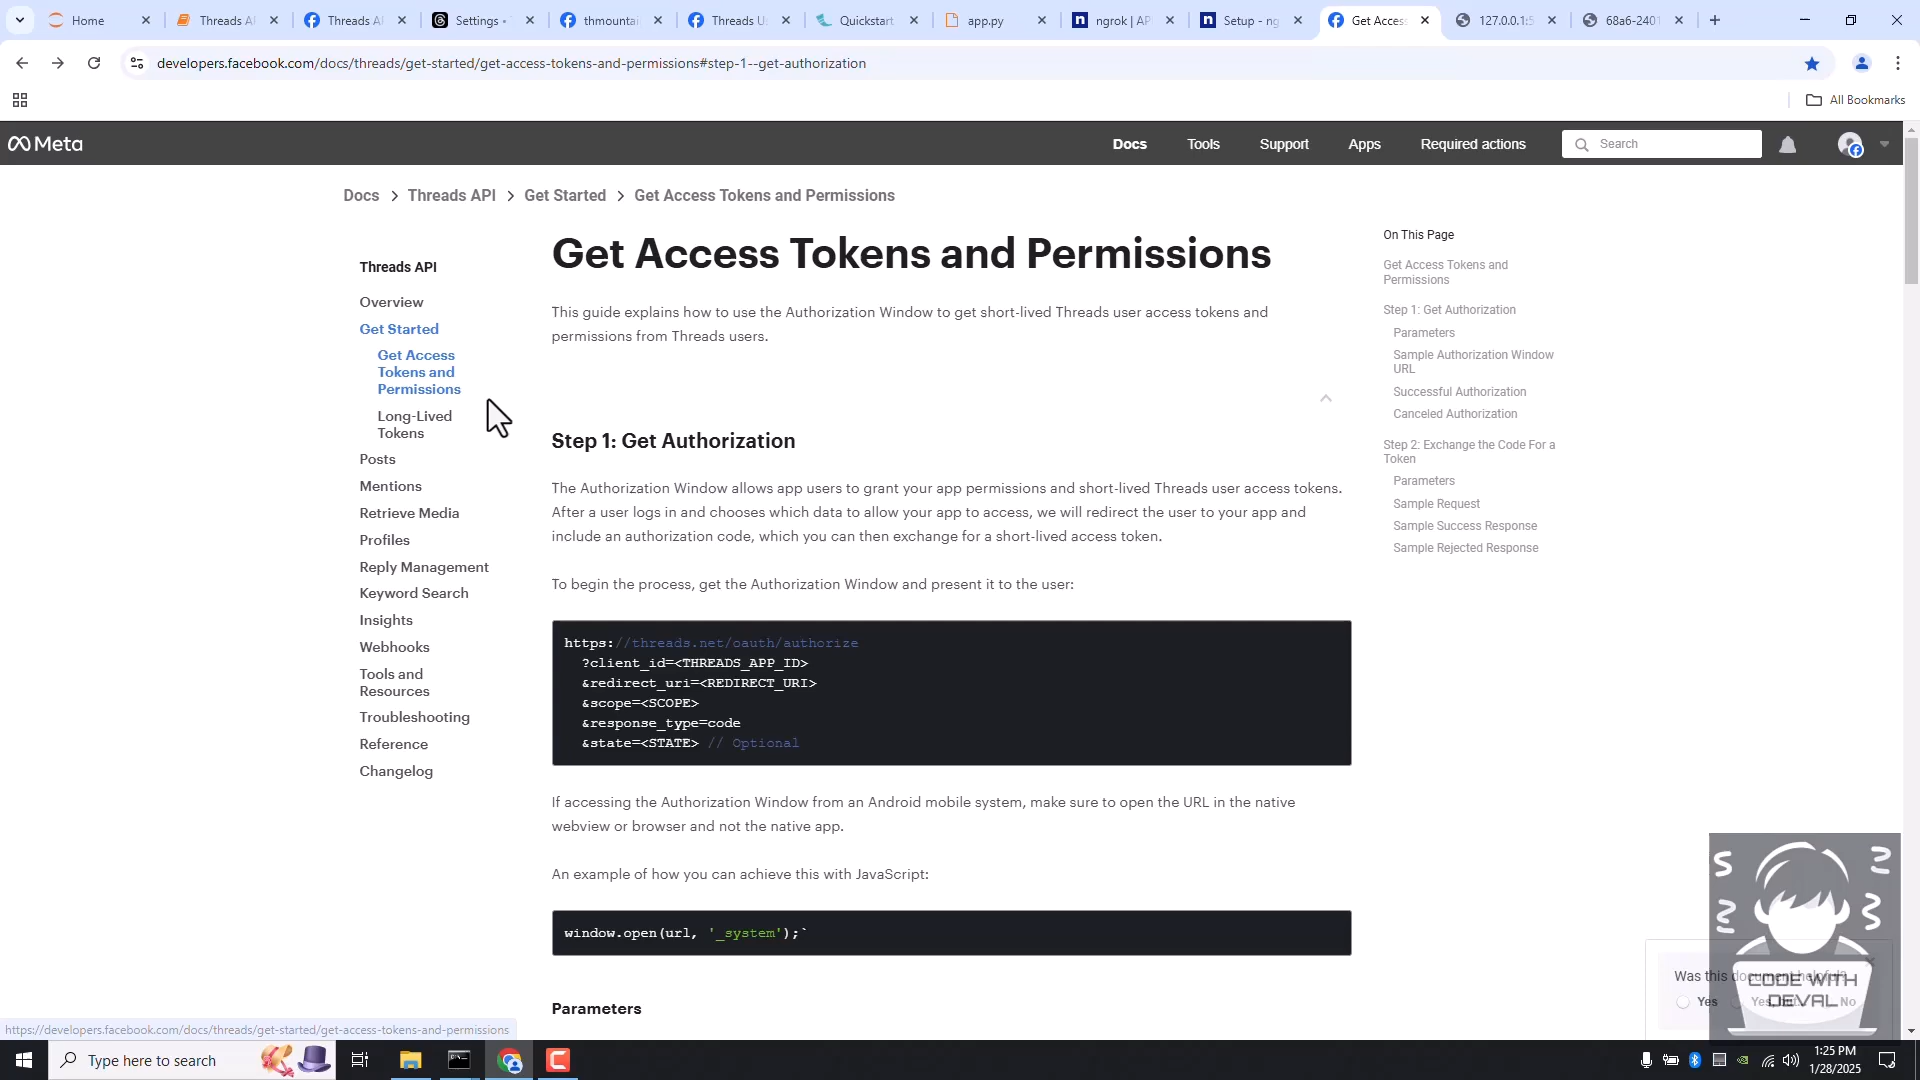 Home
Threads A
Threads A
Settings •
thmountai
Threads U
Quickstart
app.py
ngrok | API
Setup - ng
Get Access
127.0.0.1:5
68a6-2401
developers.facebook.com/docs/threads/get-started/get-access-tokens-and-permissions#step-1--get-authorization
All Bookmarks
Meta
Docs
Tools
Support
Apps
Required actions
Search
Docs > Threads API > Get Started > Get Access Tokens and Permissions
Threads API
Overview
Get Started
Get Access
Tokens and
Permissions
Long-Lived
Tokens
Posts
Mentions
Retrieve Media
Profiles
Reply Management
Keyword Search
Insights
Webhooks
Tools and
Resources
Troubleshooting
Reference
Changelog
Get Access Tokens and Permissions
This guide explains how to use the Authorization Window to get short-lived Threads user access tokens and
permissions from Threads users.
Step 1: Get Authorization
The Authorization Window allows app users to grant your app permissions and short-lived Threads user access tokens.
After a user logs in and chooses which data to allow your app to access, we will redirect the user to your app and
include an authorization code, which you can then exchange for a short-lived access token.
To begin the process, get the Authorization Window and present it to the user:
https://threads.net/oauth/authorize
?client_id=<THREADS_APP_ID>
&redirect_uri=<REDIRECT_URI>
&scope=<SCOPE>
&response_type=code
&state=<STATE> // Optional
If accessing the Authorization Window from an Android mobile system, make sure to open the URL in the native
webview or browser and not the native app.
An example of how you can achieve this with JavaScript:
window.open(url, '_system');`
Parameters
On This Page
Get Access Tokens and
Permissions
Step 1: Get Authorization
Parameters
Sample Authorization Window
URL
Successful Authorization
Canceled Authorization
Step 2: Exchange the Code For a
Token
Parameters
Sample Request
Sample Success Response
Sample Rejected Response
Was this document helpful?
Yes
Yes, but..
No
CODE WITH
DEVAL
https://developers.facebook.com/docs/threads/get-started/get-access-tokens-and-permissions
Type here to search
1:25 PM
1/28/2025